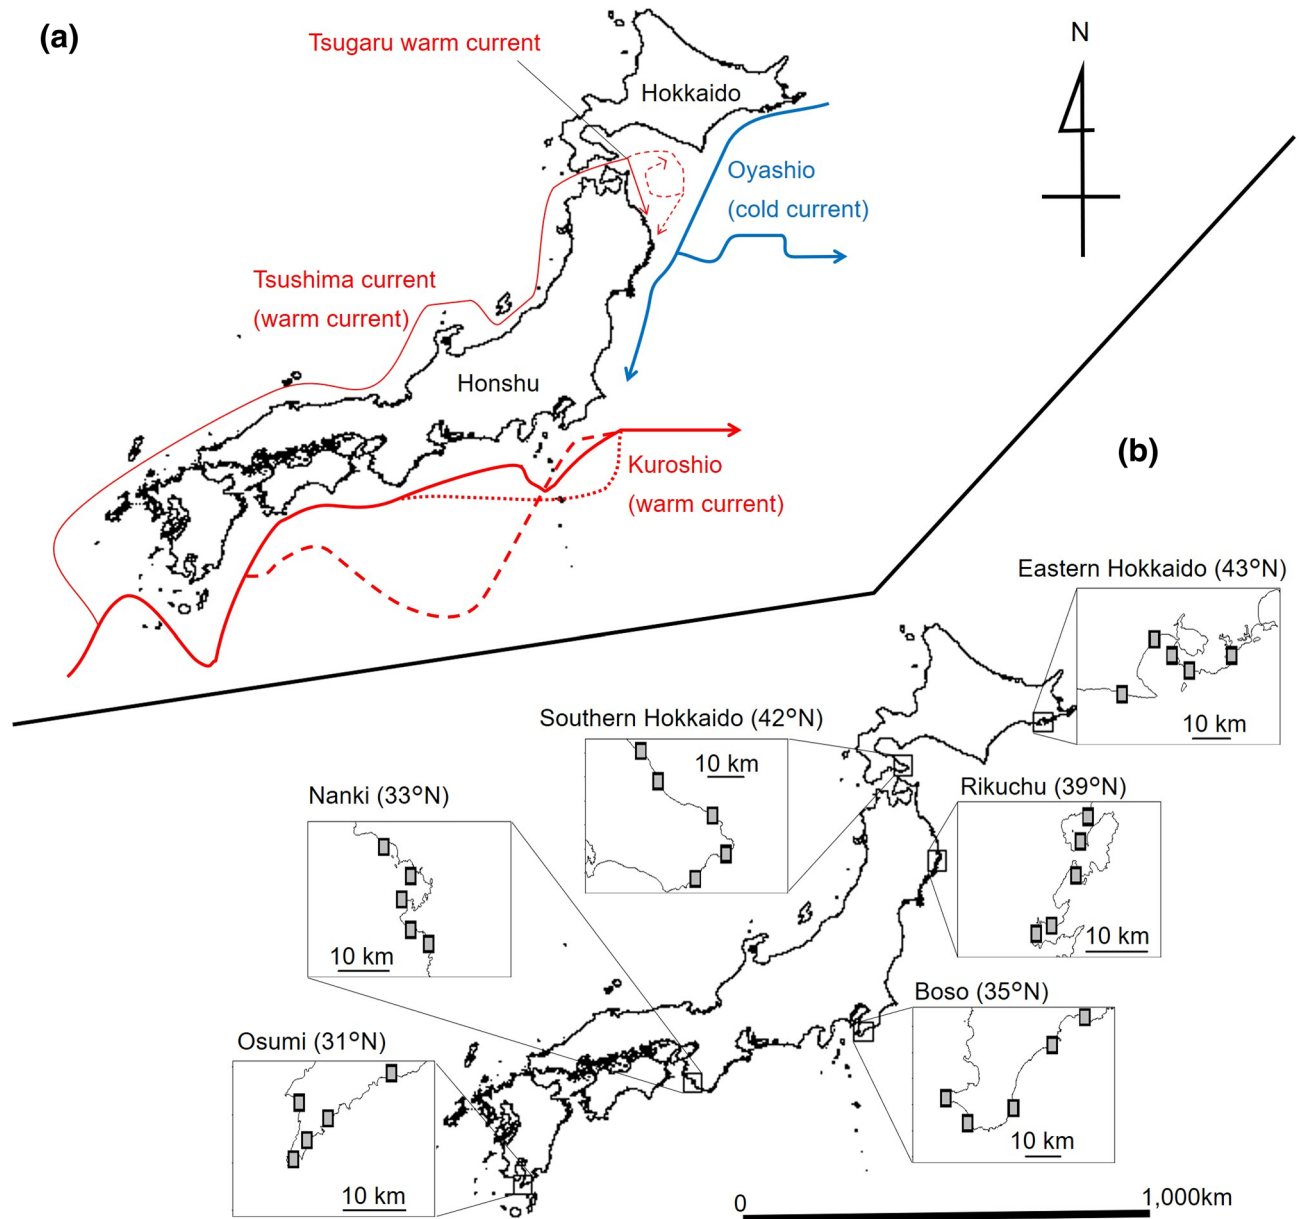 (a)
Tsugaru warm current
N
Hokkaido
Oyashio
(cold current)
Tsushima current
(warm current)
Honshu
Kuroshio
(warm current)
(b)
Eastern Hokkaido (43°N)
10 km
Southern Hokkaido (42°N)
10 km
Nanki (33°N)
10 km
Rikuchu (39°N)
10 km
Boso (35°N)
10 km
Osumi (31°N)
10 km
0
1,000km